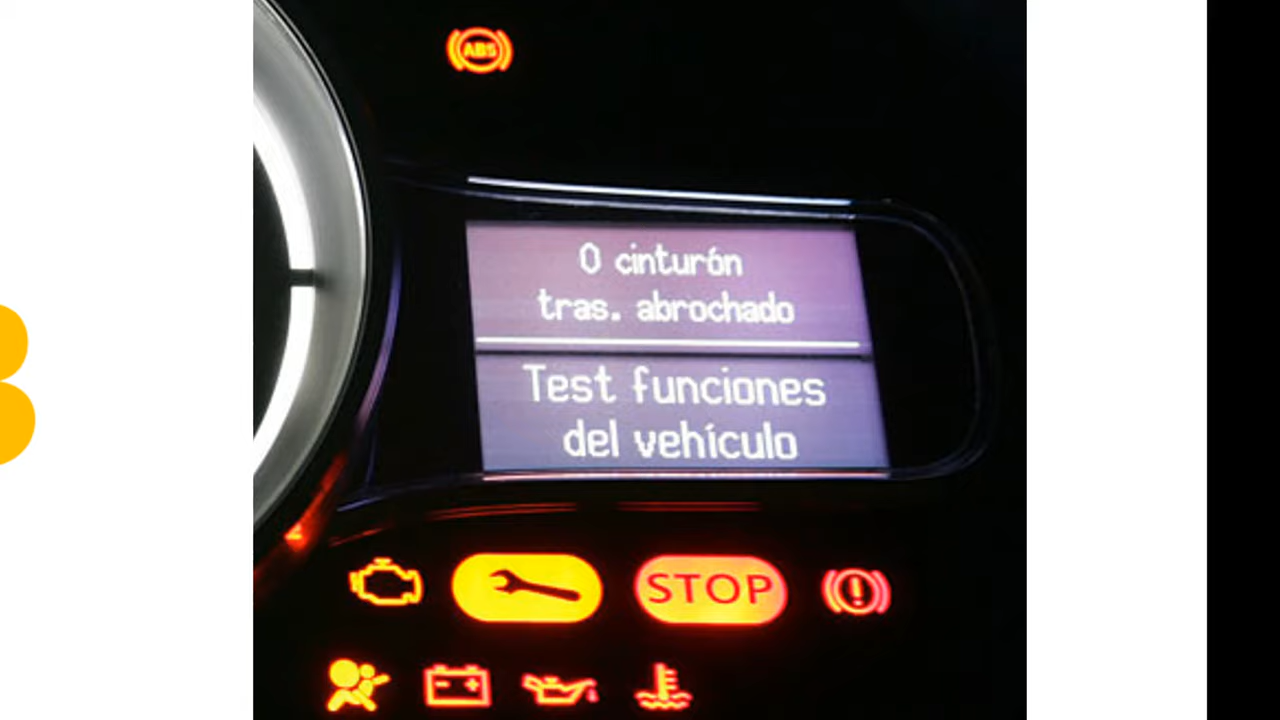 ABS
0 cinturón
tras. abrochado
Test funciones
del vehículo
STOP